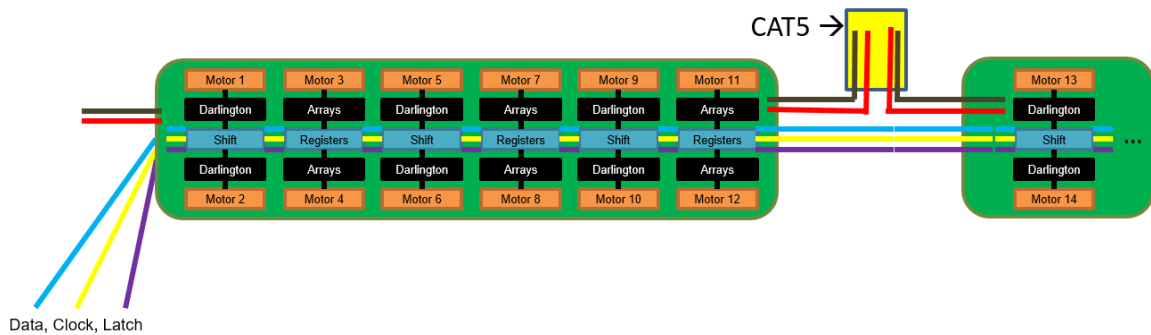 CAT5 →
Motor 1 Motor 3 Motor 5 Motor 7 Motor 9 Motor 11 Motor 13
Darlington Arrays Darlington Arrays Darlington Arrays Darlington
Shift Registers Shift Registers Shift Registers Shift ...
Darlington Arrays Darlington Arrays Darlington Arrays Darlington
Motor 2 Motor 4 Motor 6 Motor 8 Motor 10 Motor 12 Motor 14
Data, Clock, Latch